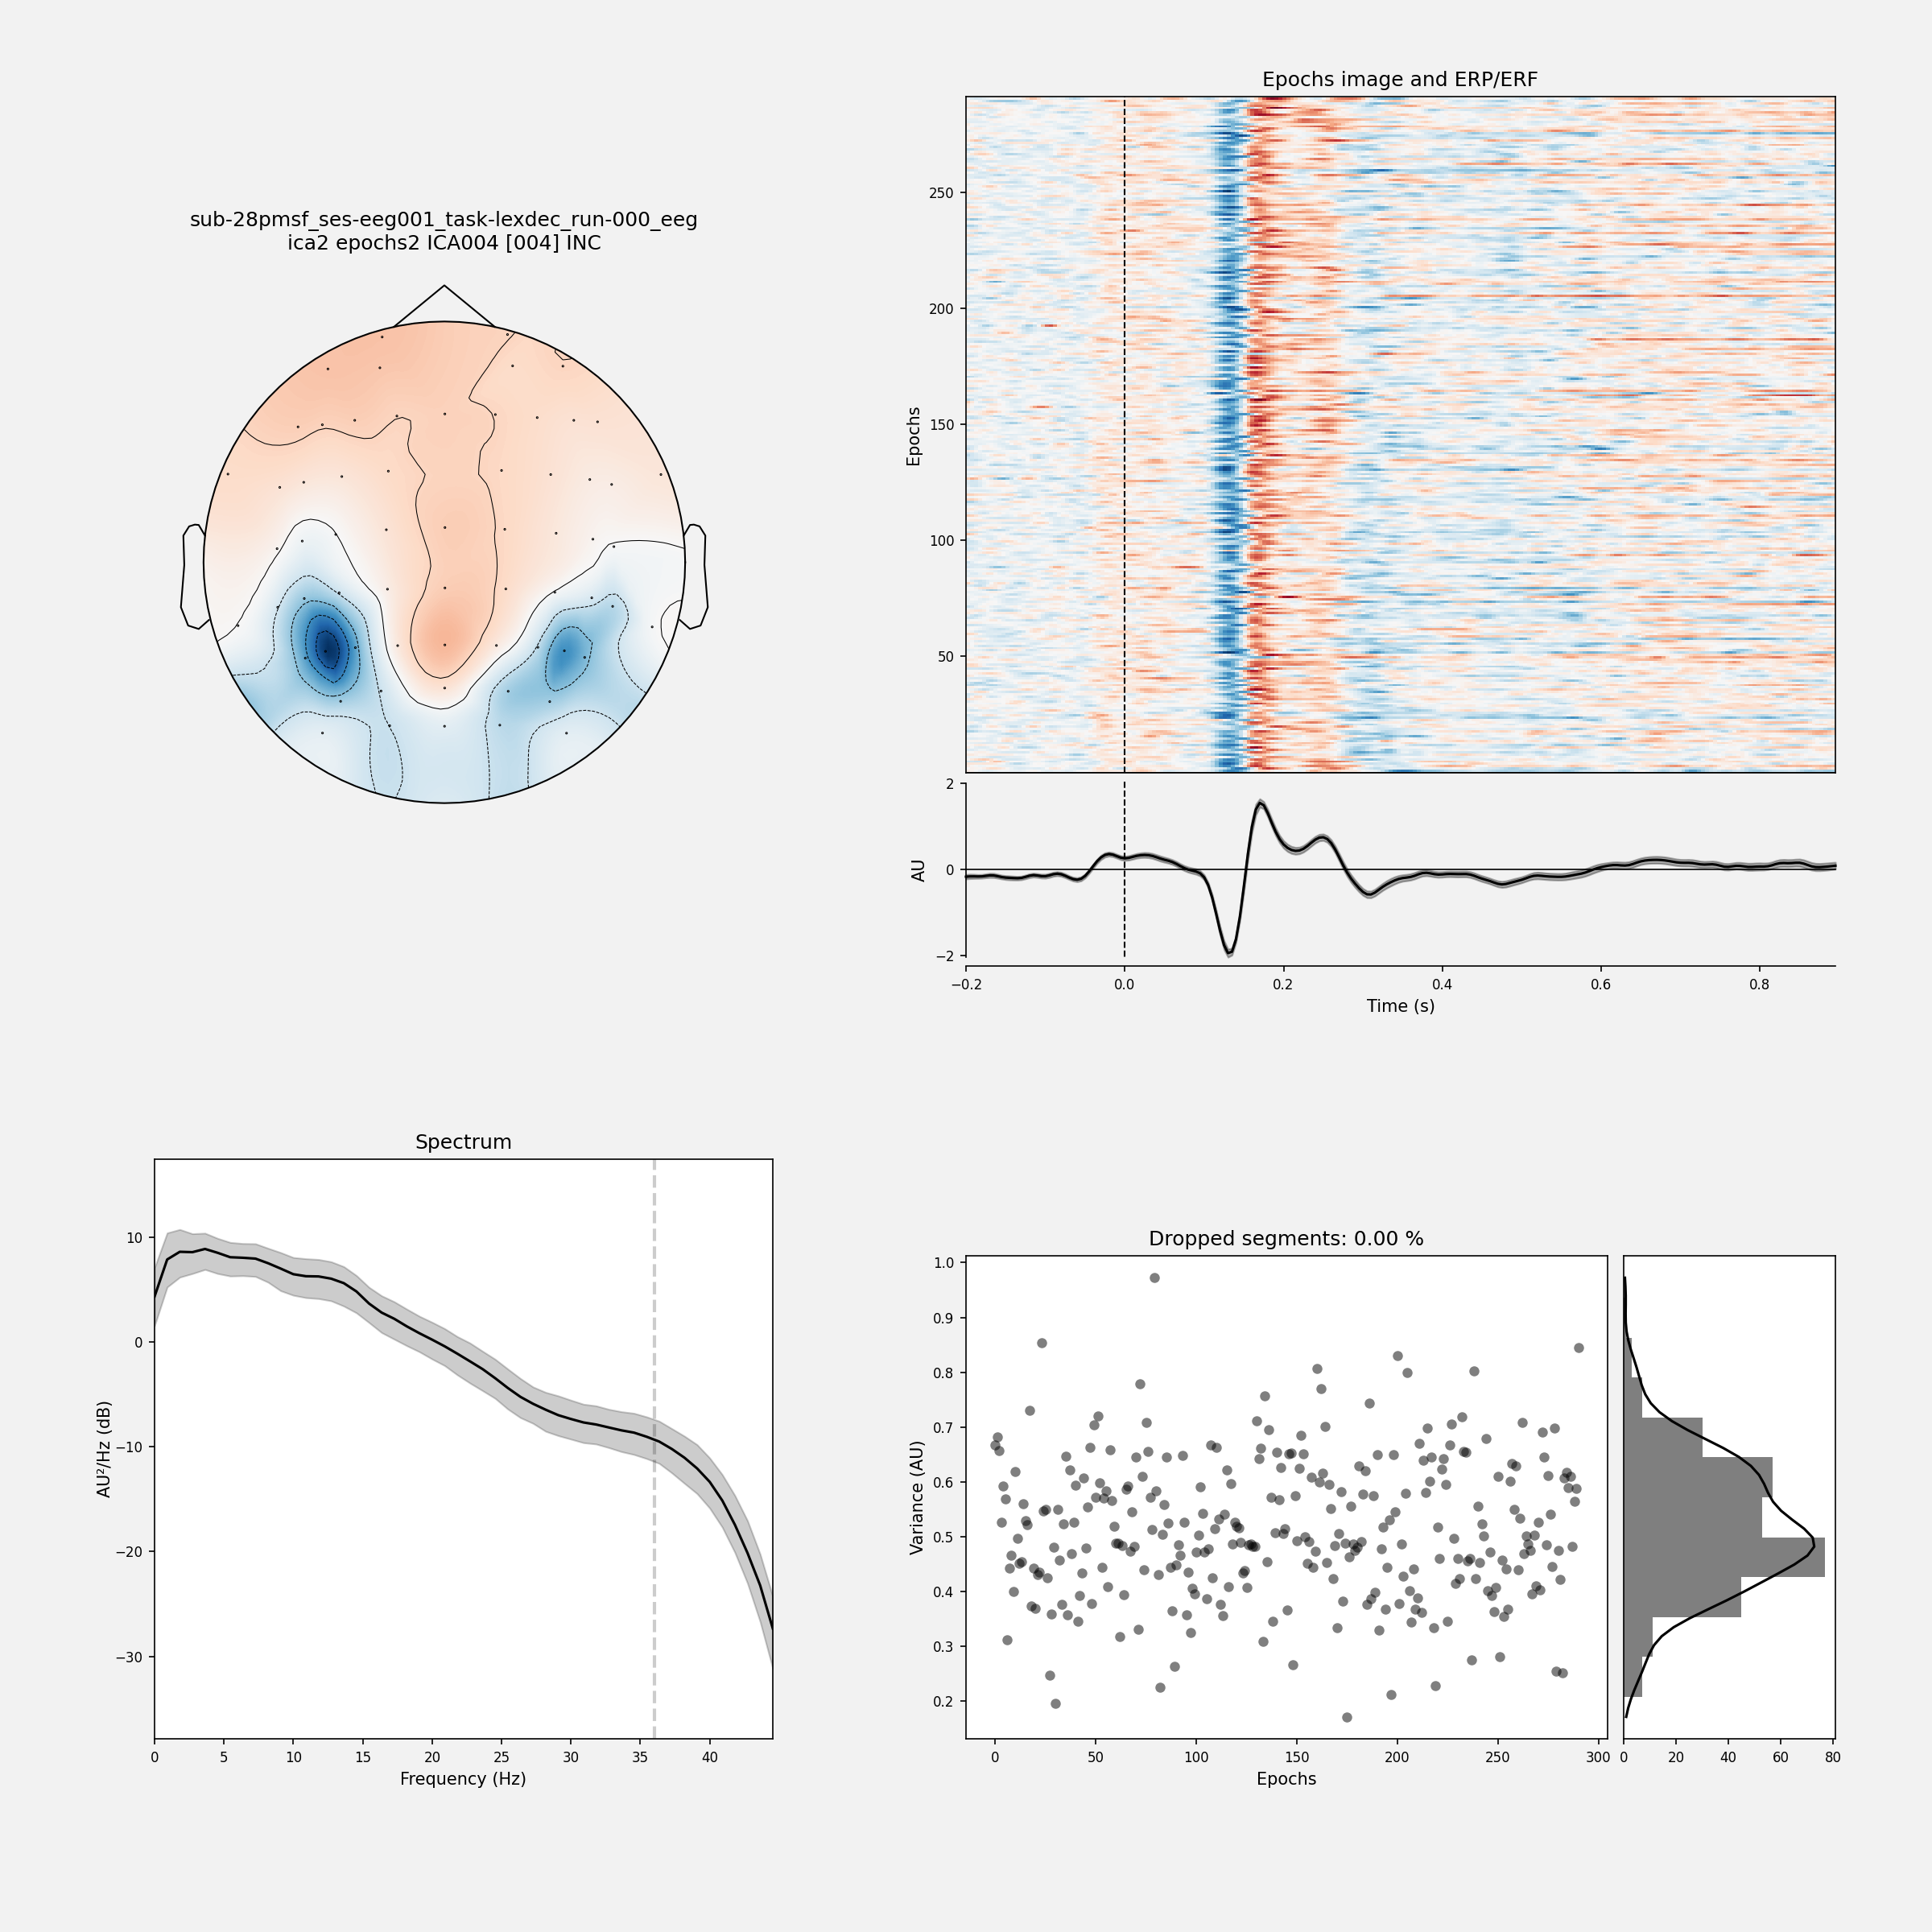 sub-28pmsf_ses-eeg001_task-lexdec_run-000_eeg
ica2 epochs2 ICA004 [004] INC
Epochs image and ERP/ERF
250
200
150
100
50
Epochs
2
0
−2
AU
−0.2 0.0 0.2 0.4 0.6 0.8
Time (s)
Spectrum
10
0
−10
−20
−30
AU²/Hz (dB)
0 5 10 15 20 25 30 35 40
Frequency (Hz)
Dropped segments: 0.00 %
1.0
0.9
0.8
0.7
0.6
0.5
0.4
0.3
0.2
Variance (AU)
0 50 100 150 200 250 300
Epochs
0 20 40 60 80